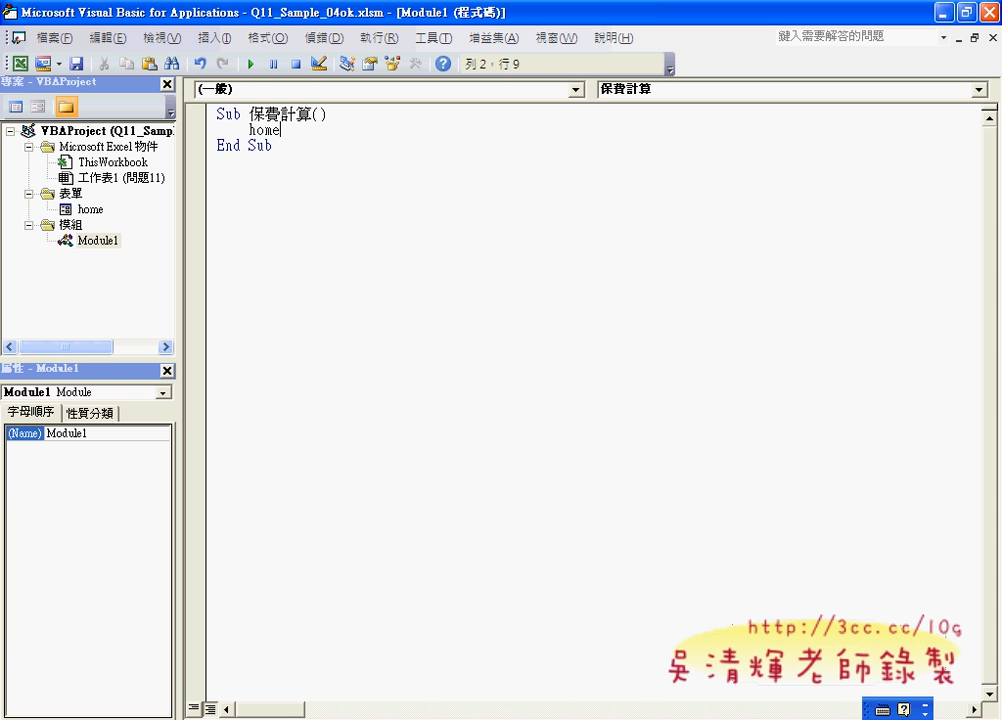 Microsoft Visual Basic for Applications - Q11_Sample_04ok.xlsm - [Module1 (程式碼)]
檔案(F) 編輯(E) 檢視(V) 插入(I) 格式(O) 偵錯(D) 執行(R) 工具(T) 增益集(A) 視窗(W) 說明(H) 鍵入需要解答的問題
列 2，行 9
專案 - VBAProject
(一般) 保費計算
VBAProject (Q11_Samp
Microsoft Excel 物件
ThisWorkbook
工作表1 (問題11)
表單
home
模組
Module1
Sub 保費計算()
home
End Sub
屬性 - Module1
Module1 Module
字母順序 性質分類
(Name) Module1
http://3cc.cc/10g
吳清輝老師錄製